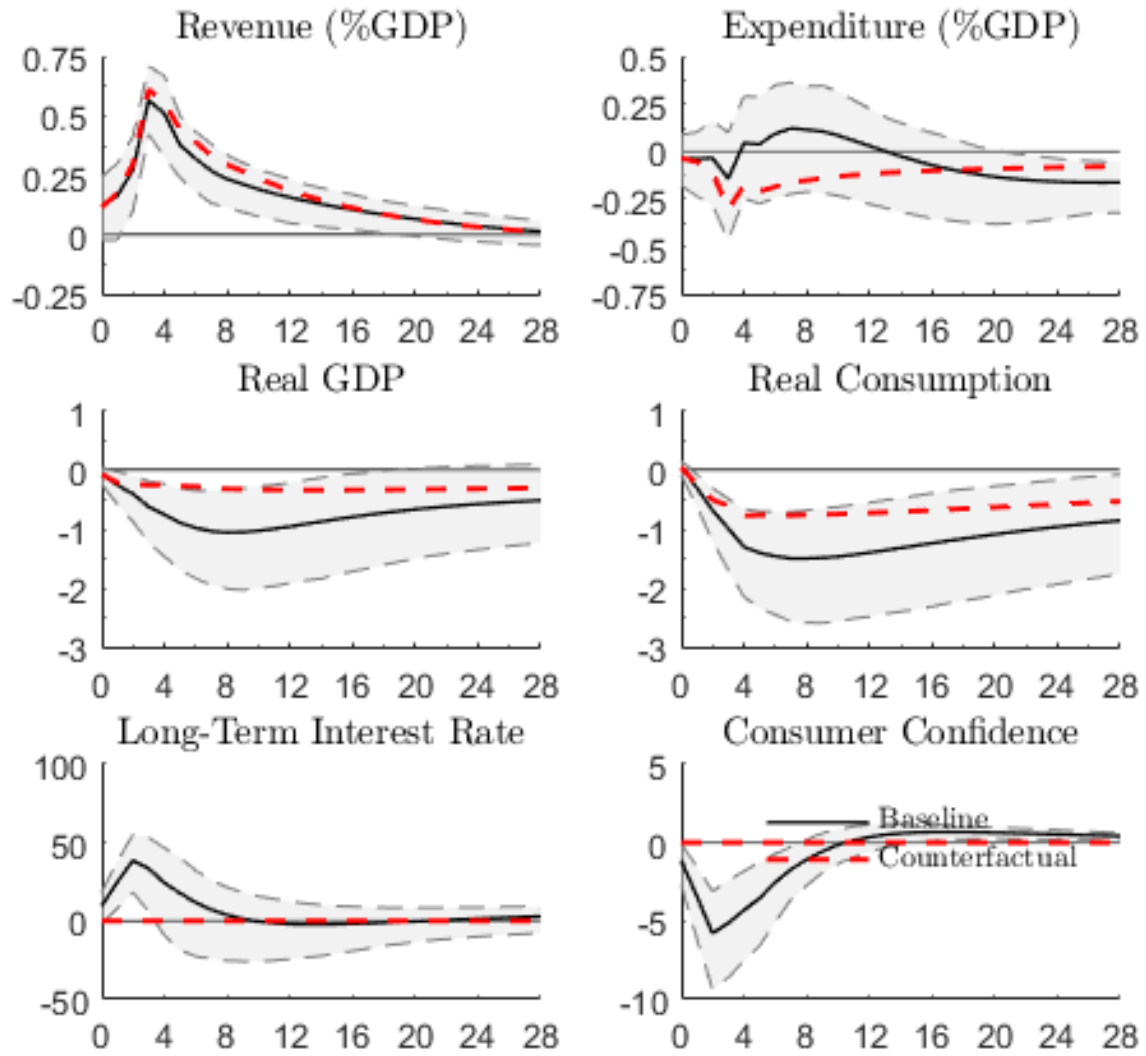 Revenue (%GDP)
0.75
0.5
0.25
0
-0.25
0 4 8 12 16 20 24 28
Expenditure (%GDP)
0.5
0.25
0
-0.25
-0.5
-0.75
0 4 8 12 16 20 24 28
Real GDP
1
0
-1
-2
-3
0 4 8 12 16 20 24 28
Real Consumption
1
0
-1
-2
-3
0 4 8 12 16 20 24 28
Long-Term Interest Rate
100
50
0
-50
0 4 8 12 16 20 24 28
Consumer Confidence
5
0
-5
-10
Baseline
Counterfactual
0 4 8 12 16 20 24 28